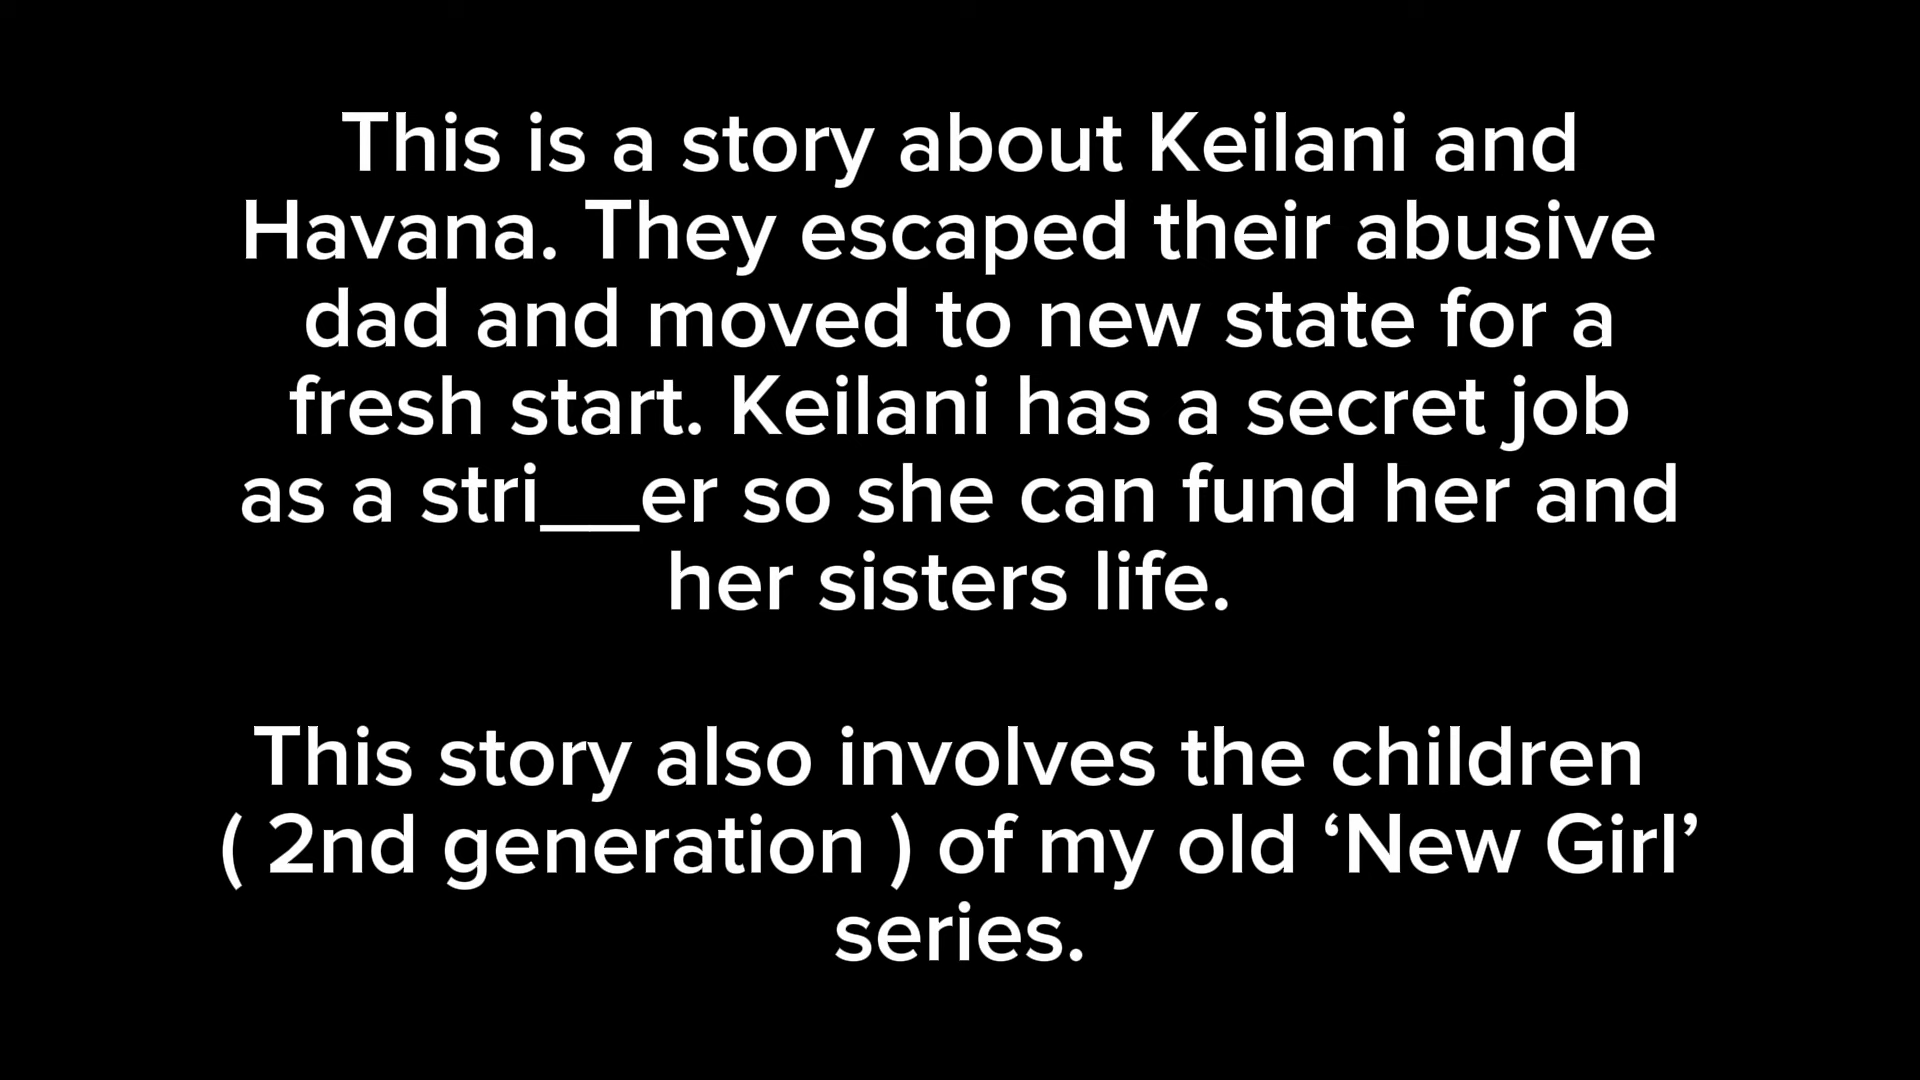 This is a story about Keilani and
Havana. They escaped their abusive
dad and moved to new state for a
fresh start. Keilani has a secret job
as a stri__er so she can fund her and
her sisters life.
This story also involves the children
( 2nd generation ) of my old ‘New Girl’
series.